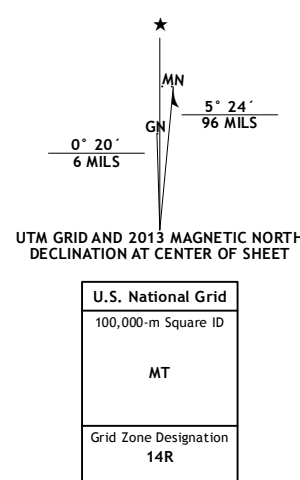 MN
GN
5° 24´
96 MILS
0° 20´
6 MILS
UTM GRID AND 2013 MAGNETIC NORTH
DECLINATION AT CENTER OF SHEET
U.S. National Grid
100,000-m Square ID
MT
Grid Zone Designation
14R